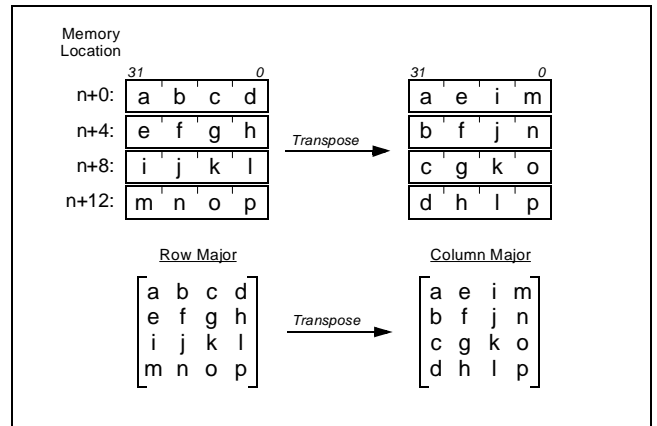 Memory
Location
31 0 31 0
n+0: a b c d a e i m
n+4: e f g h b f j n
Transpose
n+8: i j k l c g k o
n+12: m n o p d h l p
Row Major Column Major
a b c d a e i m
e f g h b f j n
Transpose
i j k l c g k o
m n o p d h l p